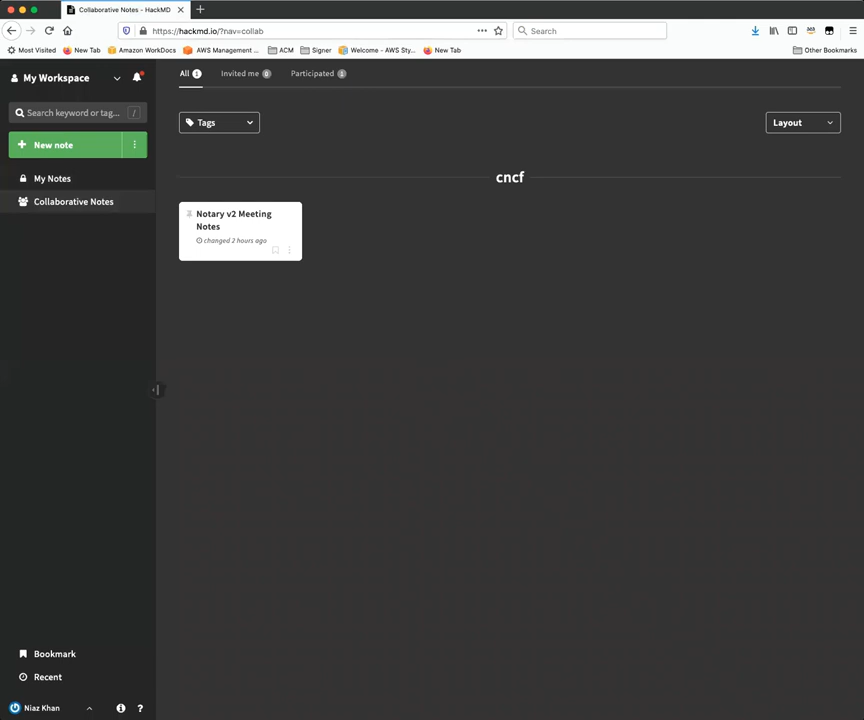 Collaborative Notes - HackMD
https://hackmd.io/?nav=collab
Search
Most Visited
New Tab
Amazon WorkDocs
AWS Management ...
ACM
Signer
Welcome - AWS Sty...
New Tab
Other Bookmarks
My Workspace
All 1
Invited me 0
Participated 1
Search keyword or tag... /
Tags
Layout
+ New note
My Notes
Collaborative Notes
cncf
Notary v2 Meeting
Notes
changed 2 hours ago
Bookmark
Recent
Niaz Khan